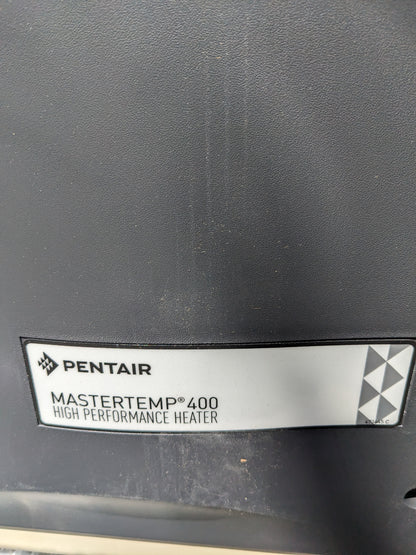 PENTAIR
MASTERTEMP® 400
HIGH PERFORMANCE HEATER